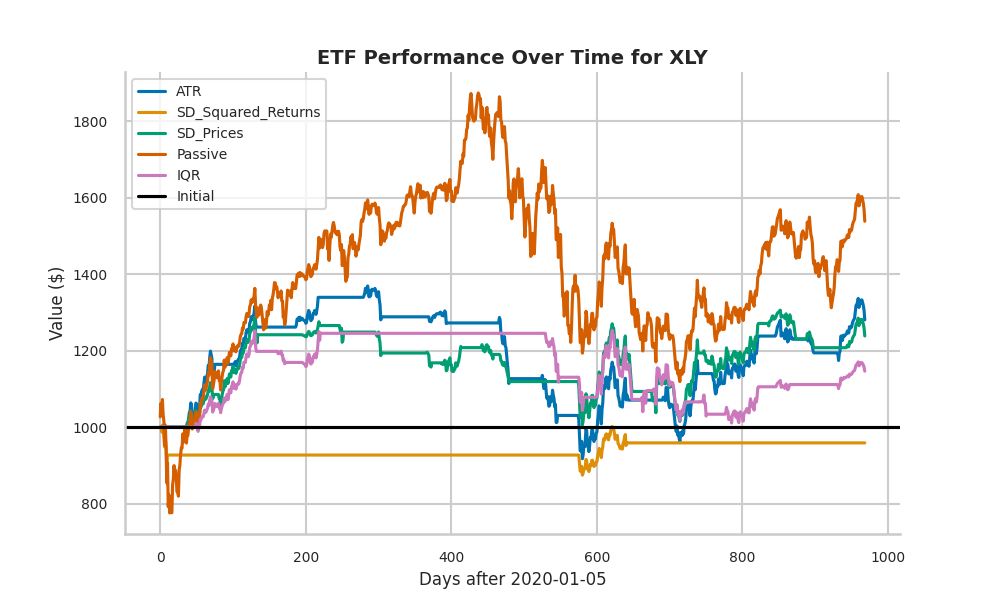 ETF Performance Over Time for XLY
ATR
SD_Squared_Returns
SD_Prices
Passive
IQR
Initial
Value ($)
1800
1600
1400
1200
1000
800
0 200 400 600 800 1000
Days after 2020-01-05